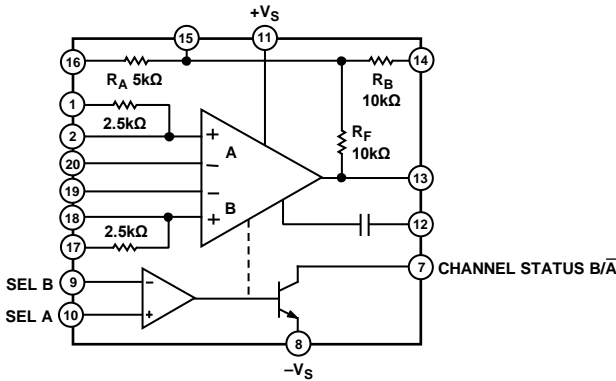 +VS
15
11
16
14
RA 5kΩ
RB
10kΩ
1
2.5kΩ
RF
10kΩ
2
+
A
20
–
13
19
–
B
18
+
12
2.5kΩ
17
7
CHANNEL STATUS B/A̅
SEL B
9
–
SEL A
10
+
8
–VS